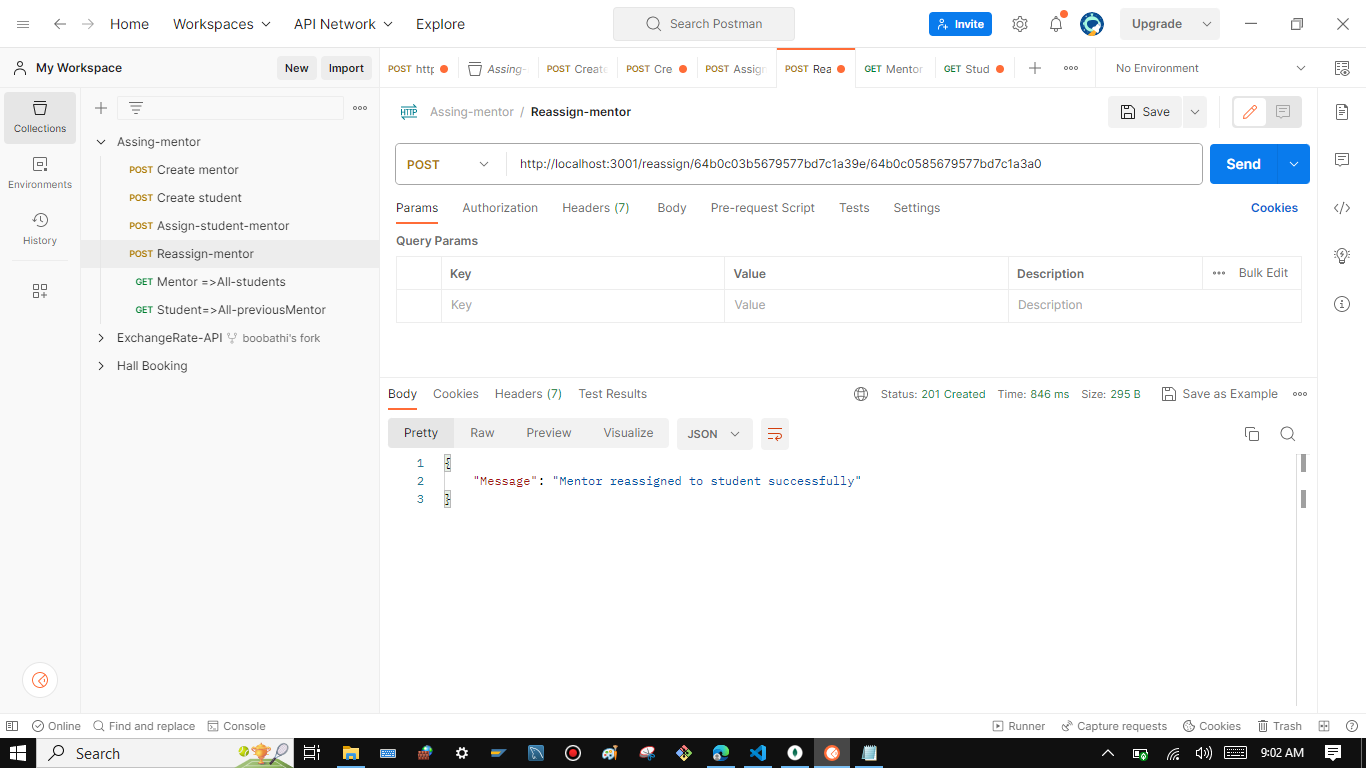 Home Workspaces API Network Explore Search Postman Invite Upgrade
My Workspace New Import POST http Assing- POST Create POST Cre POST Assign POST Rea GET Mentor GET Stud No Environment
Collections
Environments
History
Assing-mentor
POST Create mentor
POST Create student
POST Assign-student-mentor
POST Reassign-mentor
GET Mentor =>All-students
GET Student=>All-previousMentor
ExchangeRate-API boobathi's fork
Hall Booking
HTTP Assing-mentor / Reassign-mentor Save
POST http://localhost:3001/reassign/64b0c03b5679577bd7c1a39e/64b0c0585679577bd7c1a3a0 Send
Params Authorization Headers (7) Body Pre-request Script Tests Settings Cookies
Query Params
Key Value Description Bulk Edit
Key Value Description
Body Cookies Headers (7) Test Results Status: 201 Created Time: 846 ms Size: 295 B Save as Example
Pretty Raw Preview Visualize JSON
1 {
2 "Message": "Mentor reassigned to student successfully"
3 }
Online Find and replace Console Runner Capture requests Cookies Trash
Search 9:02 AM